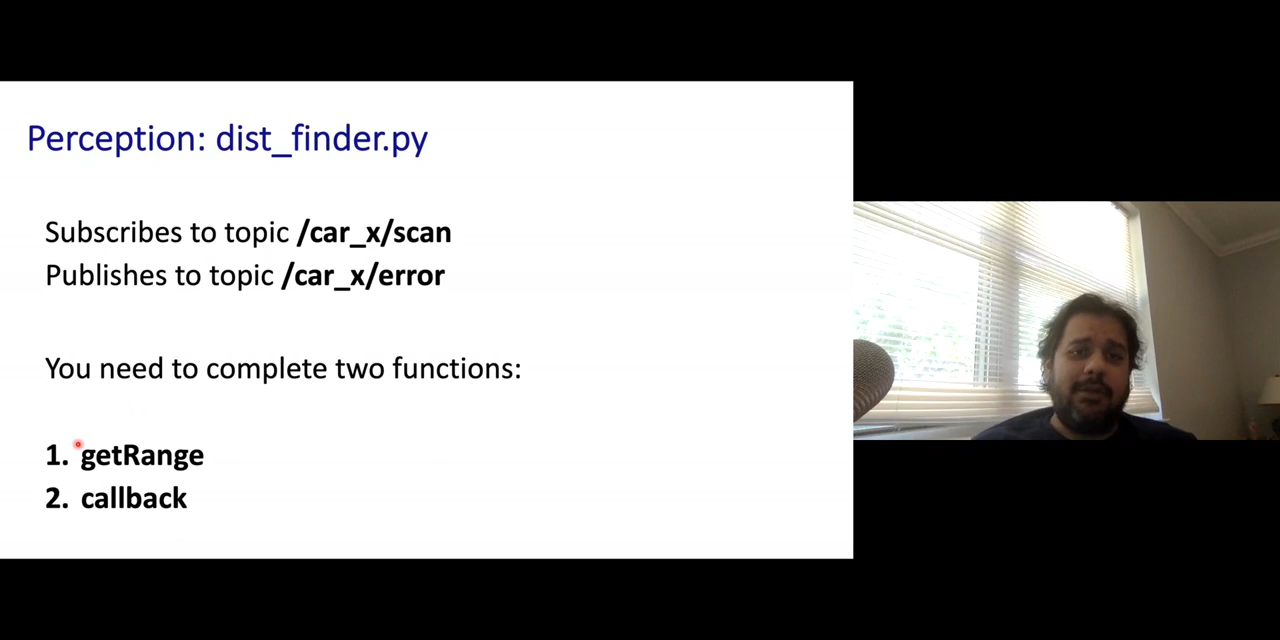 Perception: dist_finder.py
Subscribes to topic /car_x/scan
Publishes to topic /car_x/error
You need to complete two functions:
1. getRange
2. callback